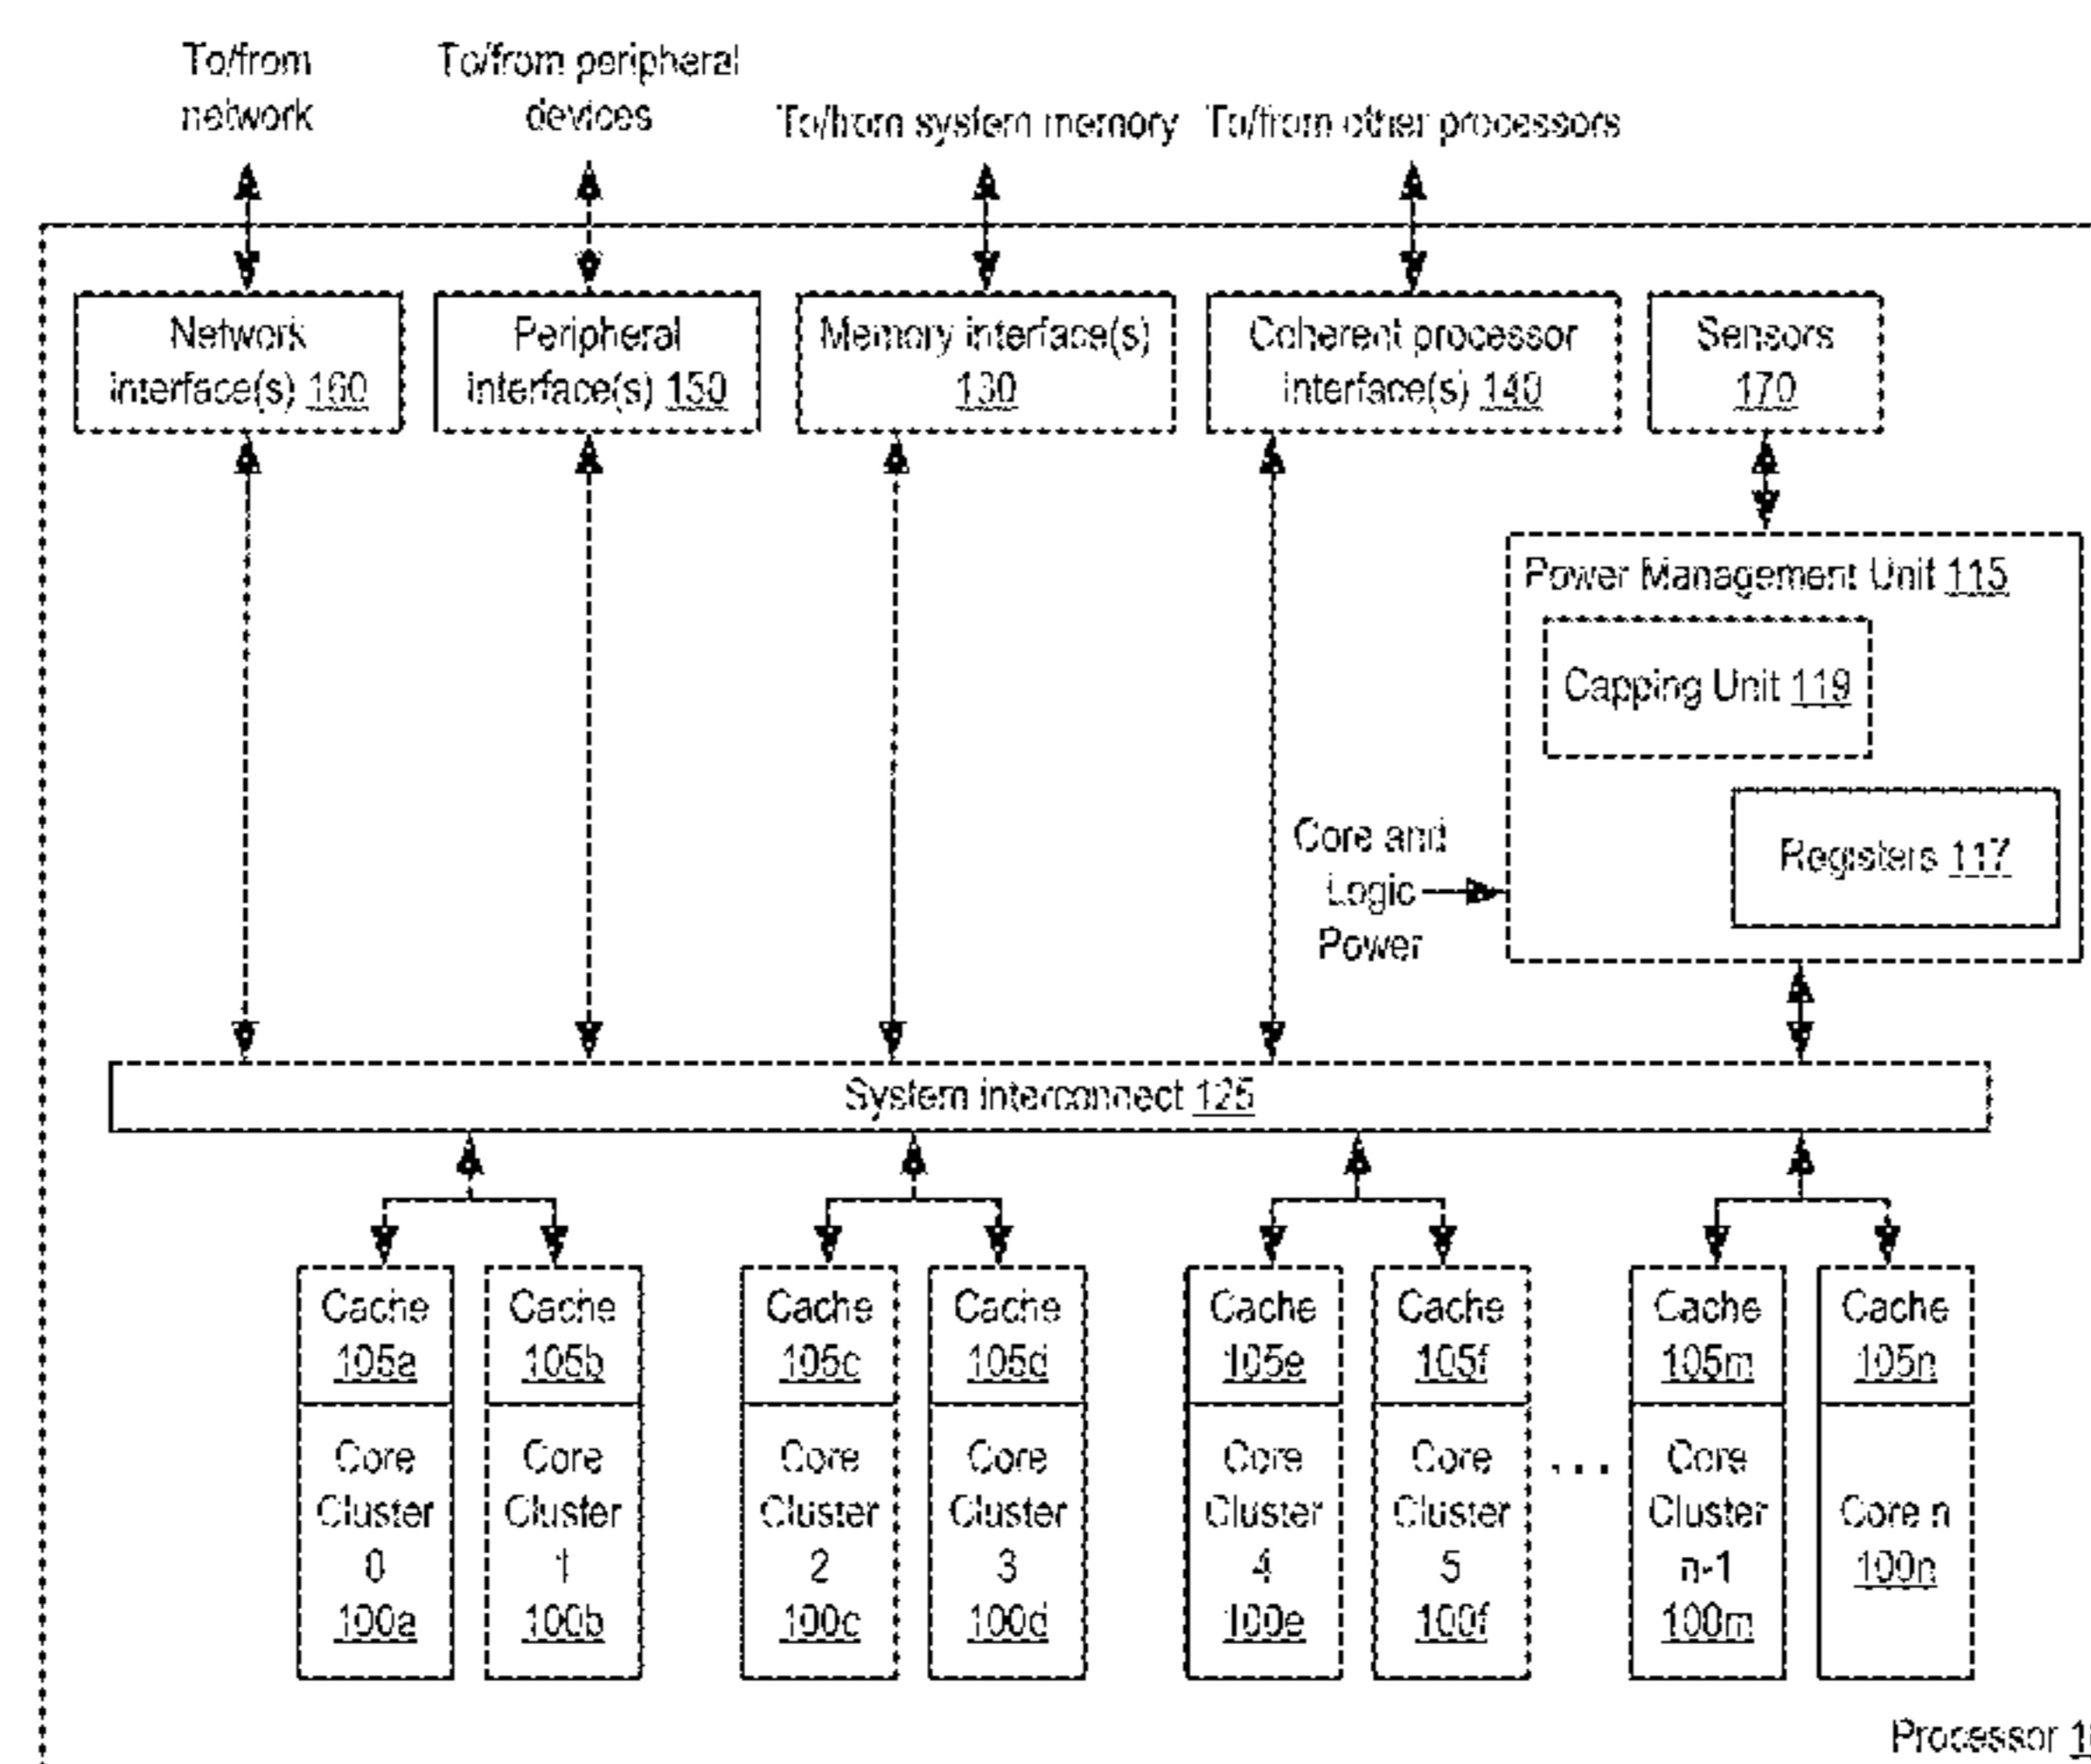 To/from
network
To/from peripheral
devices
To/from system memory
To/from other processors
Network
interface(s) 160
Peripheral
interface(s) 150
Memory interface(s)
130
Coherent processor
interface(s) 140
Sensors
170
Power Management Unit 115
Capping Unit 119
Registers 117
Core and
Logic
Power
System interconnect 125
Cache
105a
Core
Cluster
0
100a
Cache
105b
Core
Cluster
1
100b
Cache
105c
Core
Cluster
2
100c
Cache
105d
Core
Cluster
3
100d
Cache
105e
Core
Cluster
4
100e
Cache
105f
Core
Cluster
5
100f
...
Cache
105m
Core
Cluster
n-1
100m
Cache
105n
Core n
100n
Processor